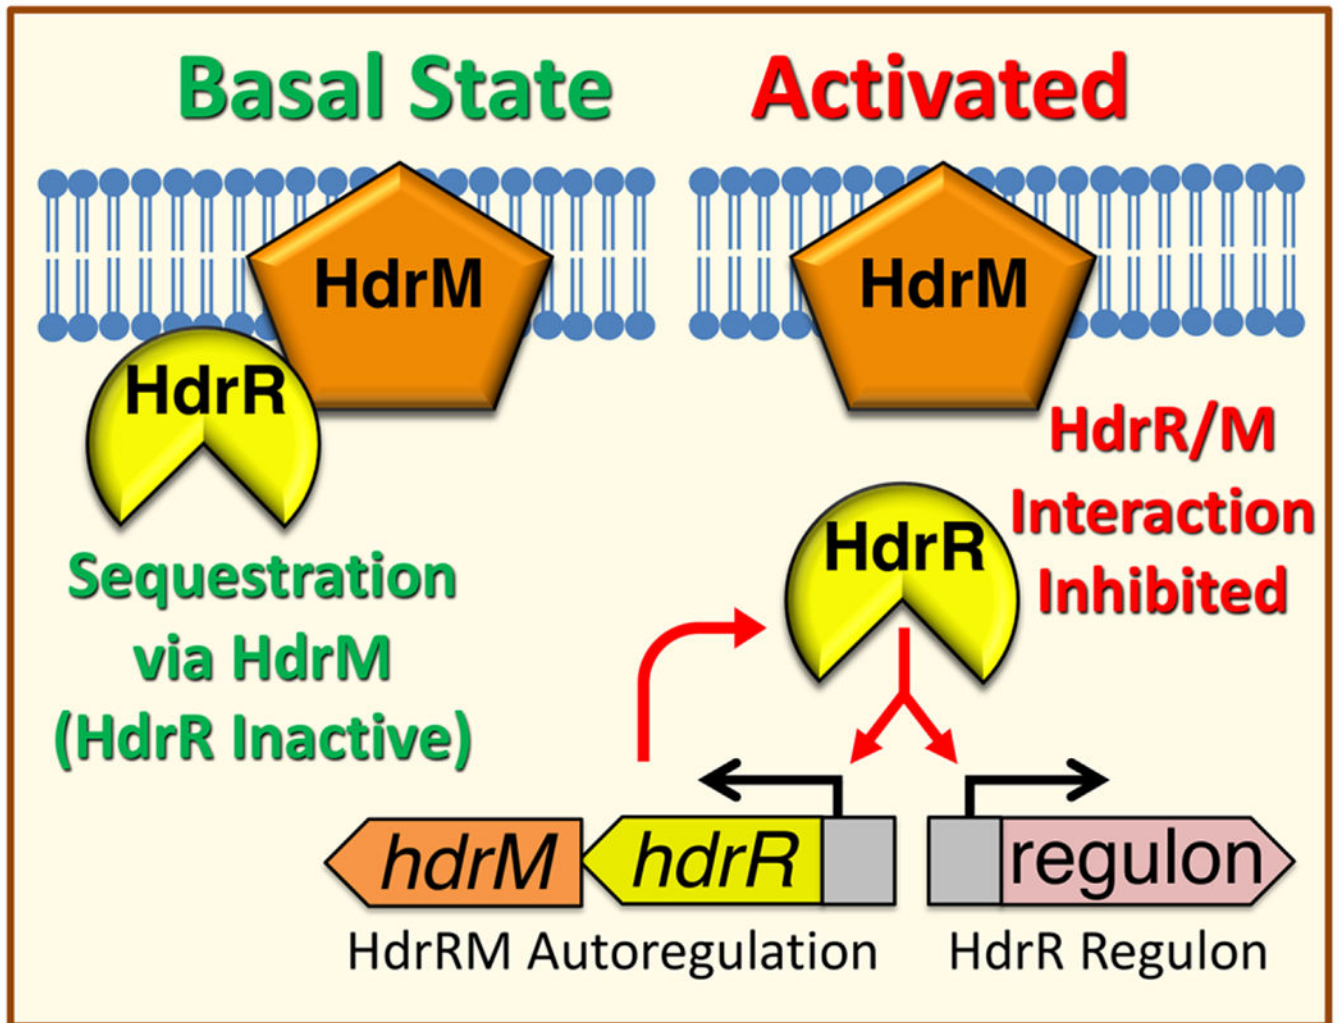 Basal State
Activated
HdrM
HdrM
HdrR
HdrR/M
Interaction
Inhibited
HdrR
Sequestration
via HdrM
(HdrR Inactive)
hdrM
hdrR
regulon
HdrRM Autoregulation
HdrR Regulon